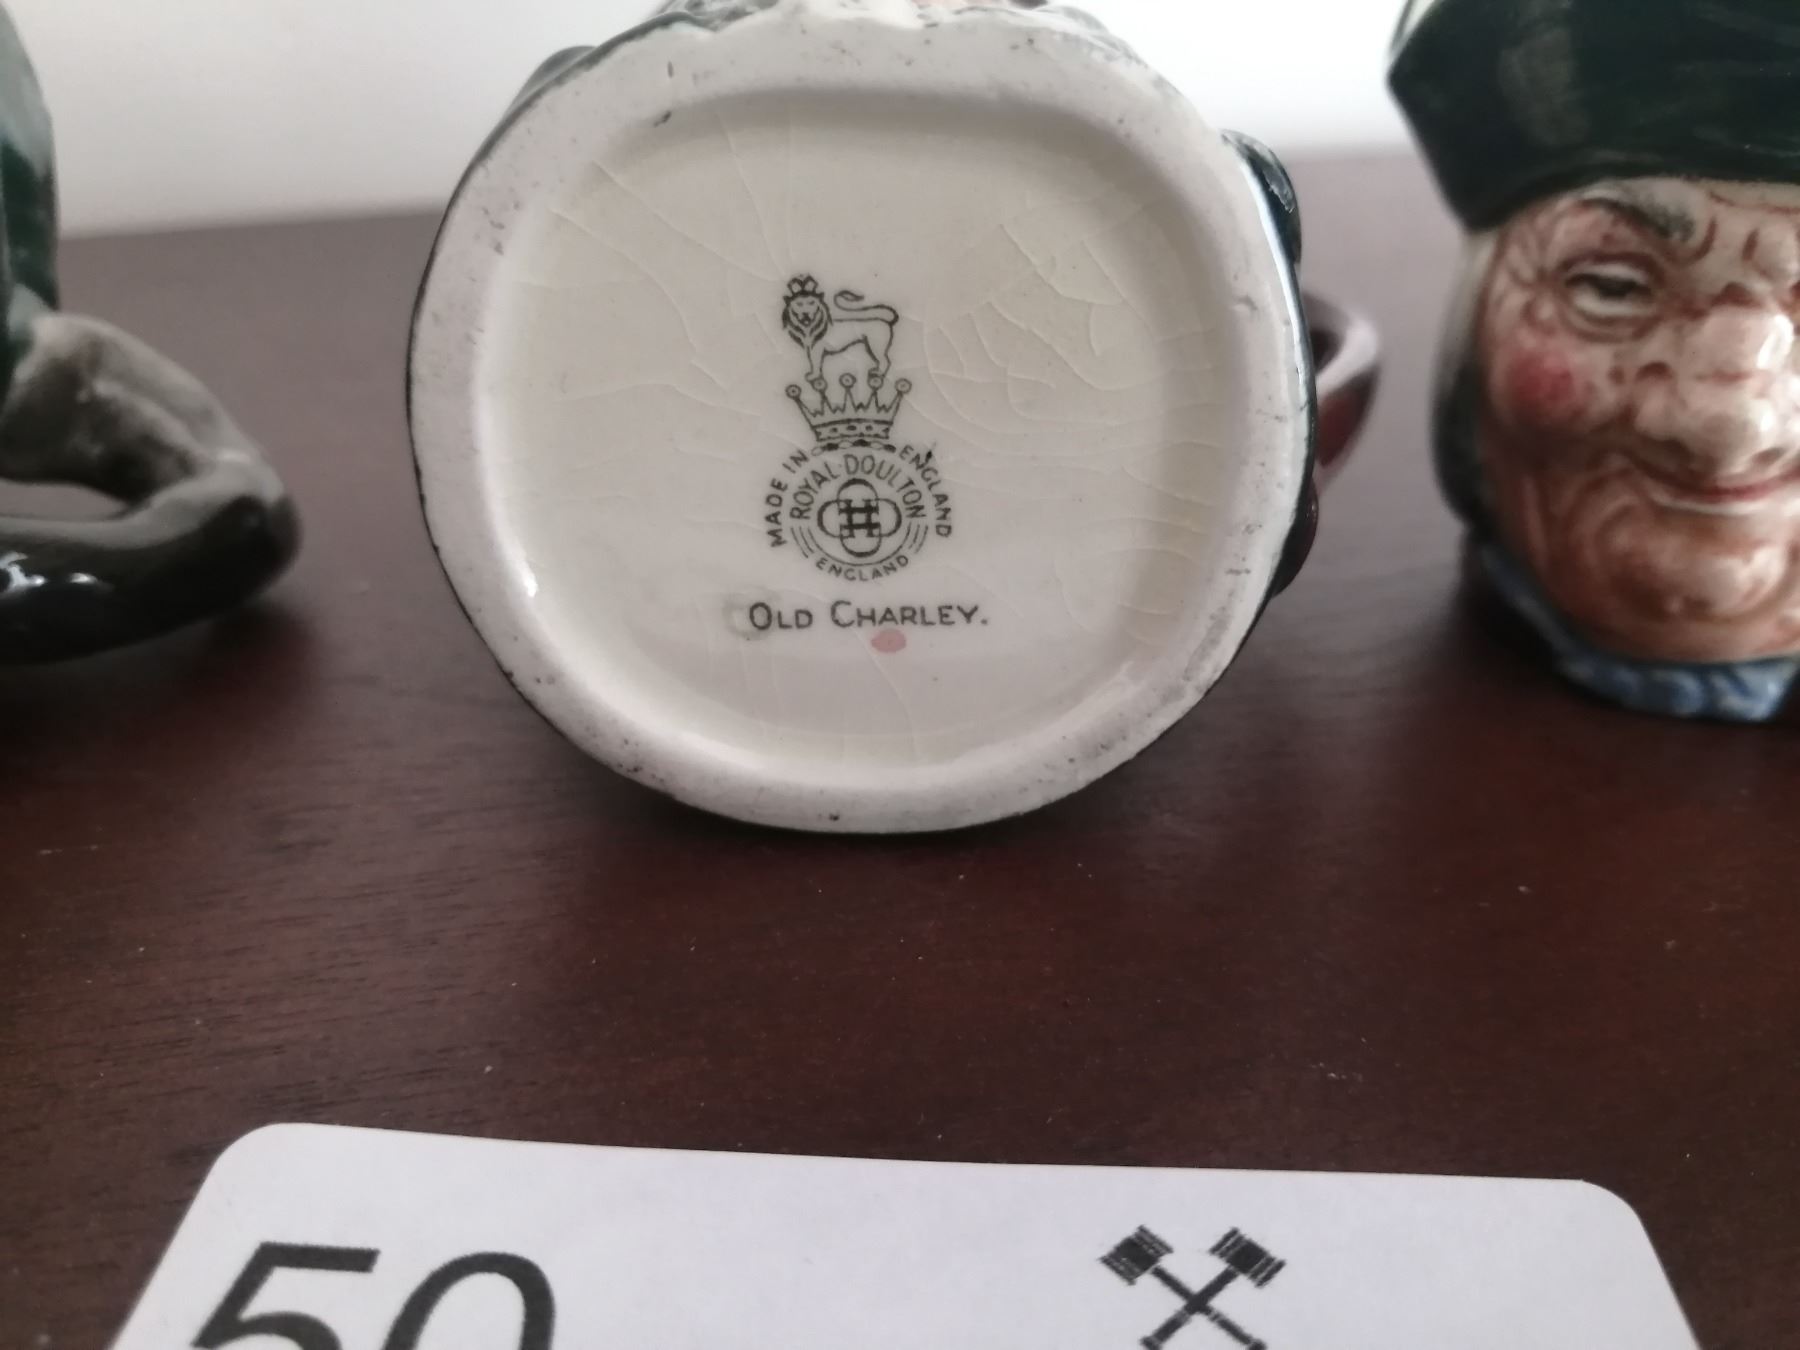 MADE IN ENGLAND
ROYAL DOULTON
ENGLAND
OLD CHARLEY.
50